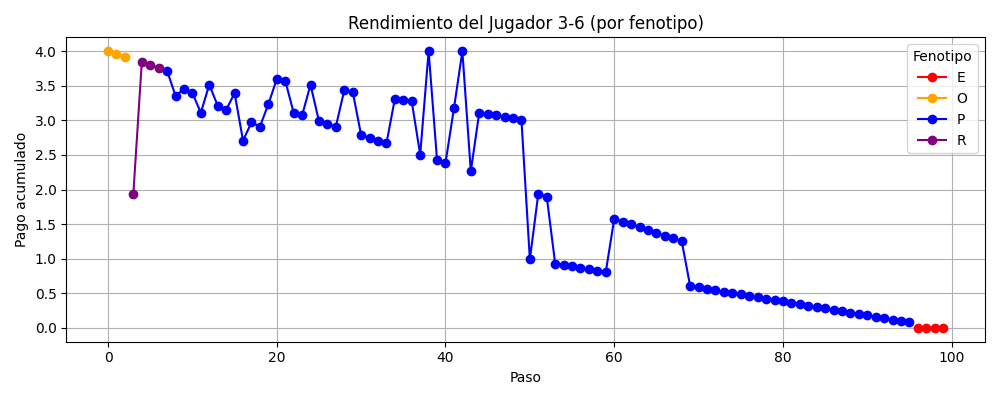 Rendimiento del Jugador 3-6 (por fenotipo)
Pago acumulado
4.0
3.5
3.0
2.5
2.0
1.5
1.0
0.5
0.0
Fenotipo
E
O
P
R
0
20
40
60
80
100
Paso